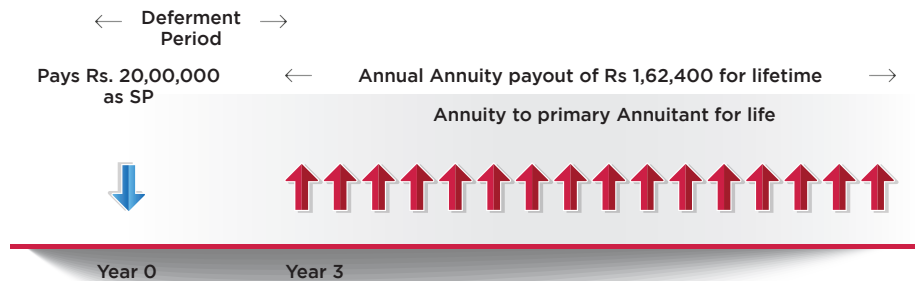 ← Deferment →
Period
Pays Rs. 20,00,000
as SP
← Annual Annuity payout of Rs 1,62,400 for lifetime →
Annuity to primary Annuitant for life
Year 0
Year 3